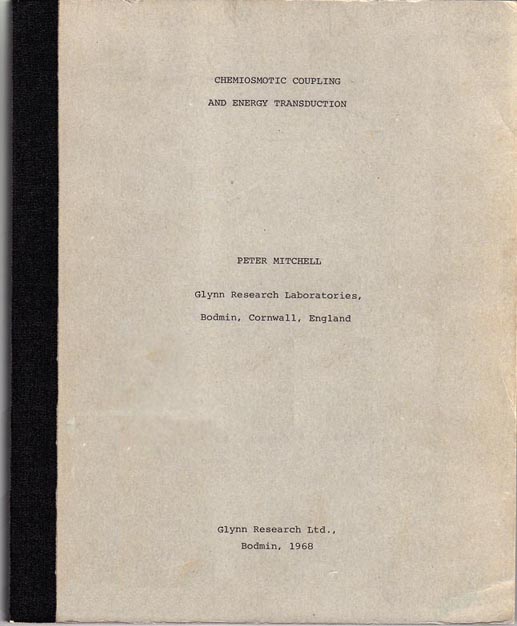 CHEMIOSMOTIC COUPLING
AND ENERGY TRANSDUCTION
PETER MITCHELL
Glynn Research Laboratories,
Bodmin, Cornwall, England
Glynn Research Ltd.,
Bodmin, 1968